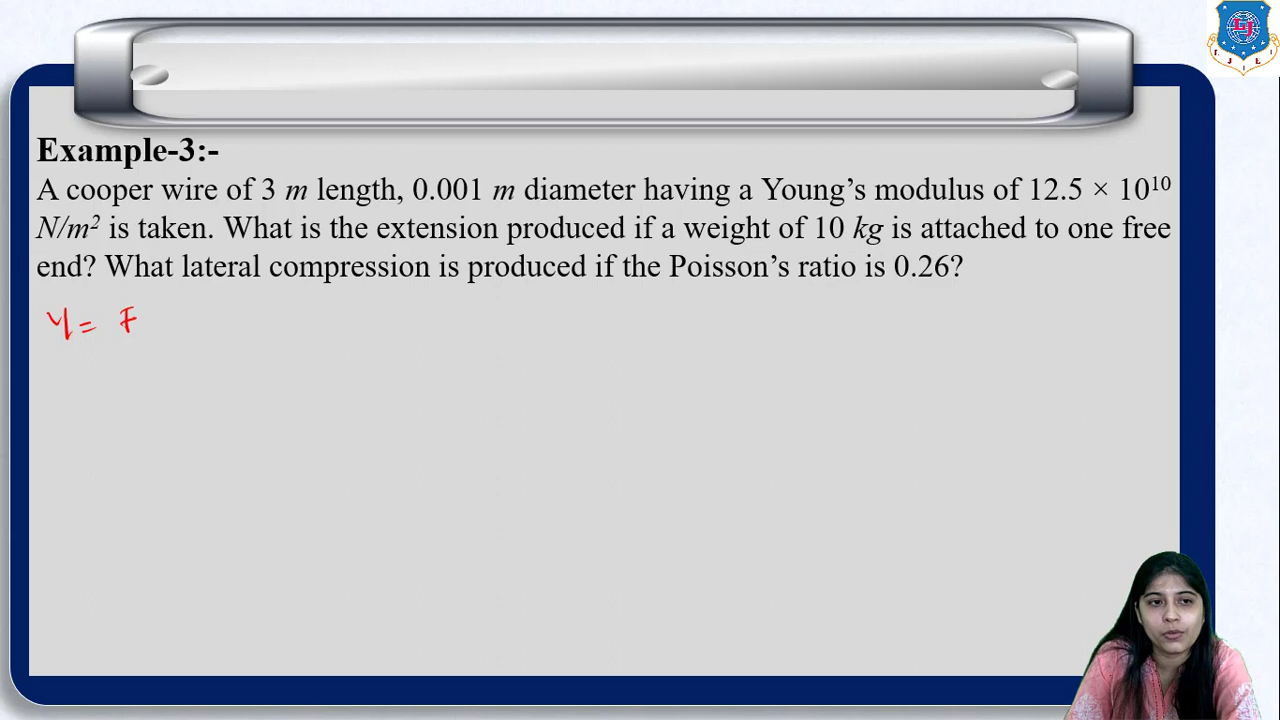 Example-3:-
A cooper wire of 3 m length, 0.001 m diameter having a Young’s modulus of 12.5 × 10¹⁰
N/m² is taken. What is the extension produced if a weight of 10 kg is attached to one free
end? What lateral compression is produced if the Poisson’s ratio is 0.26?
Y = F